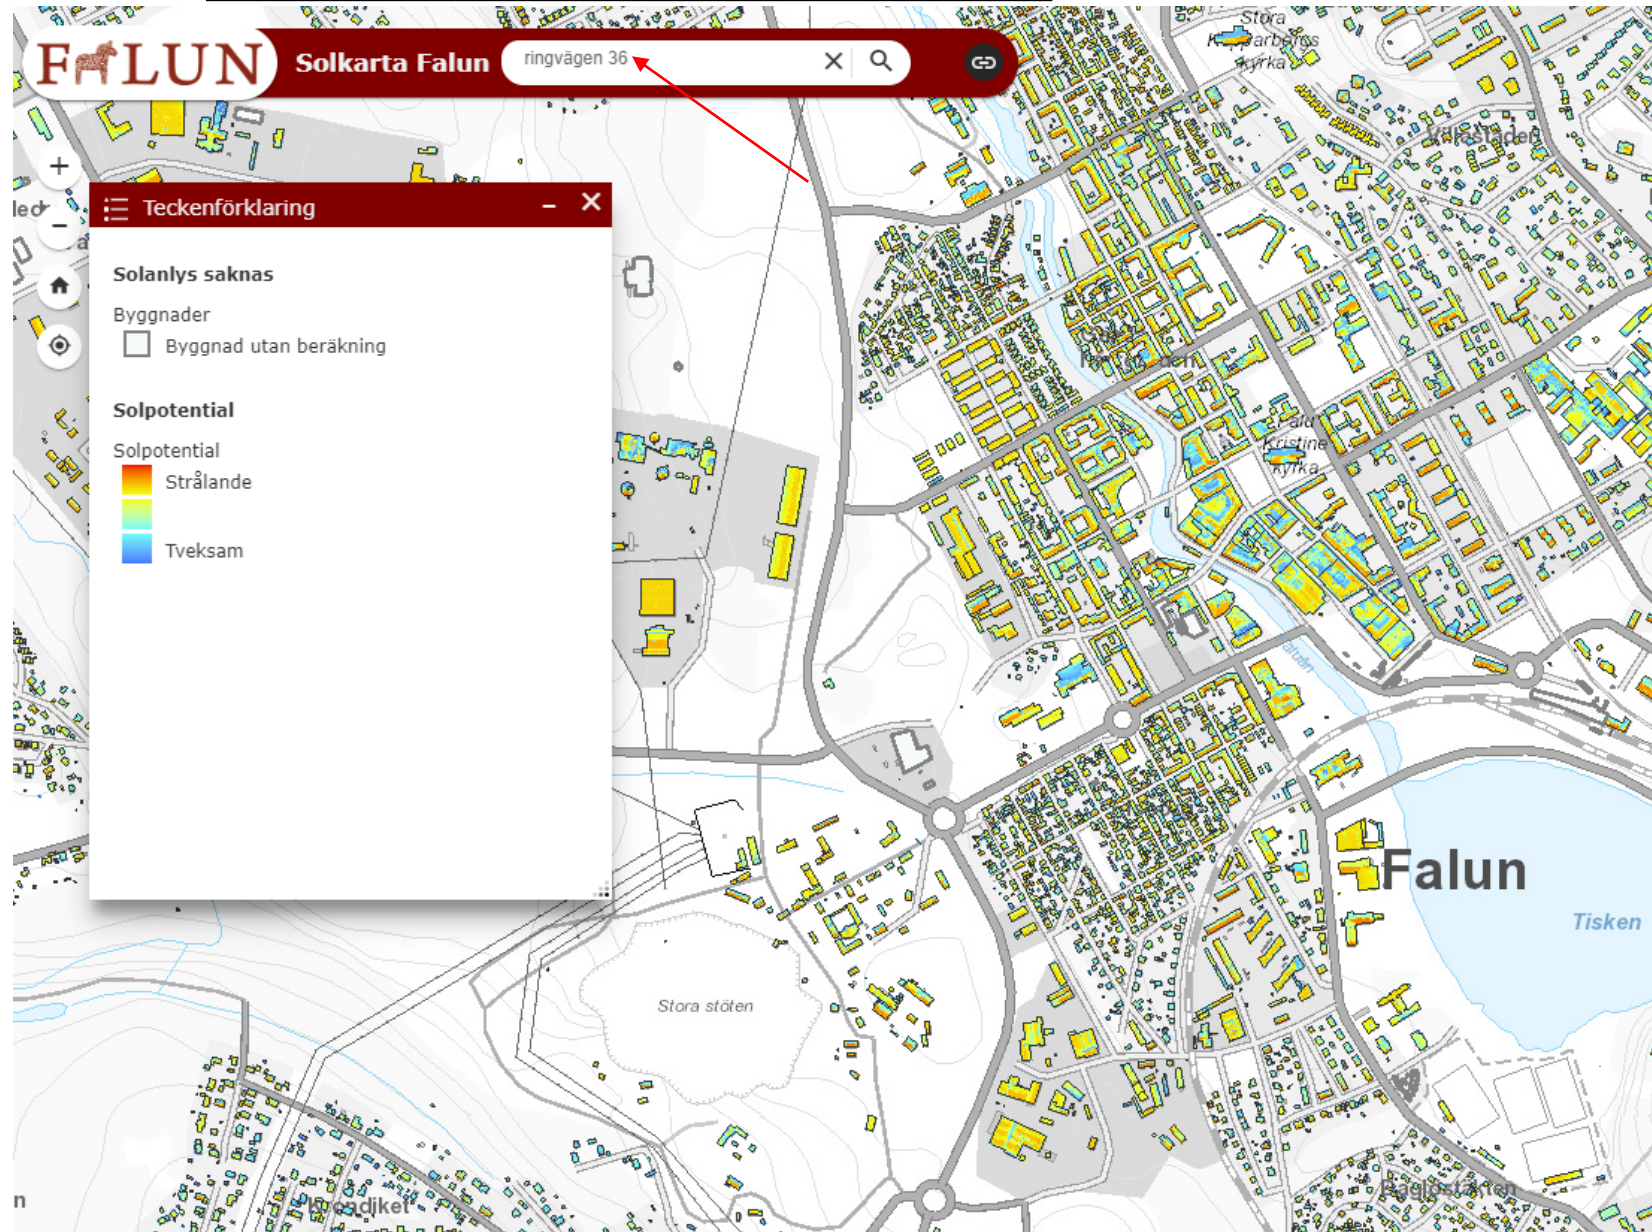 FALUN
Solkarta Falun
ringvägen 36
Teckenförklaring
Solanlys saknas
Byggnader
Byggnad utan beräkning
Solpotential
Solpotential
Strålande
Tveksam
Stora
kyrka
Villastaden
Falu
Kristine
kyrka
Falun
Tisken
Stora stöten